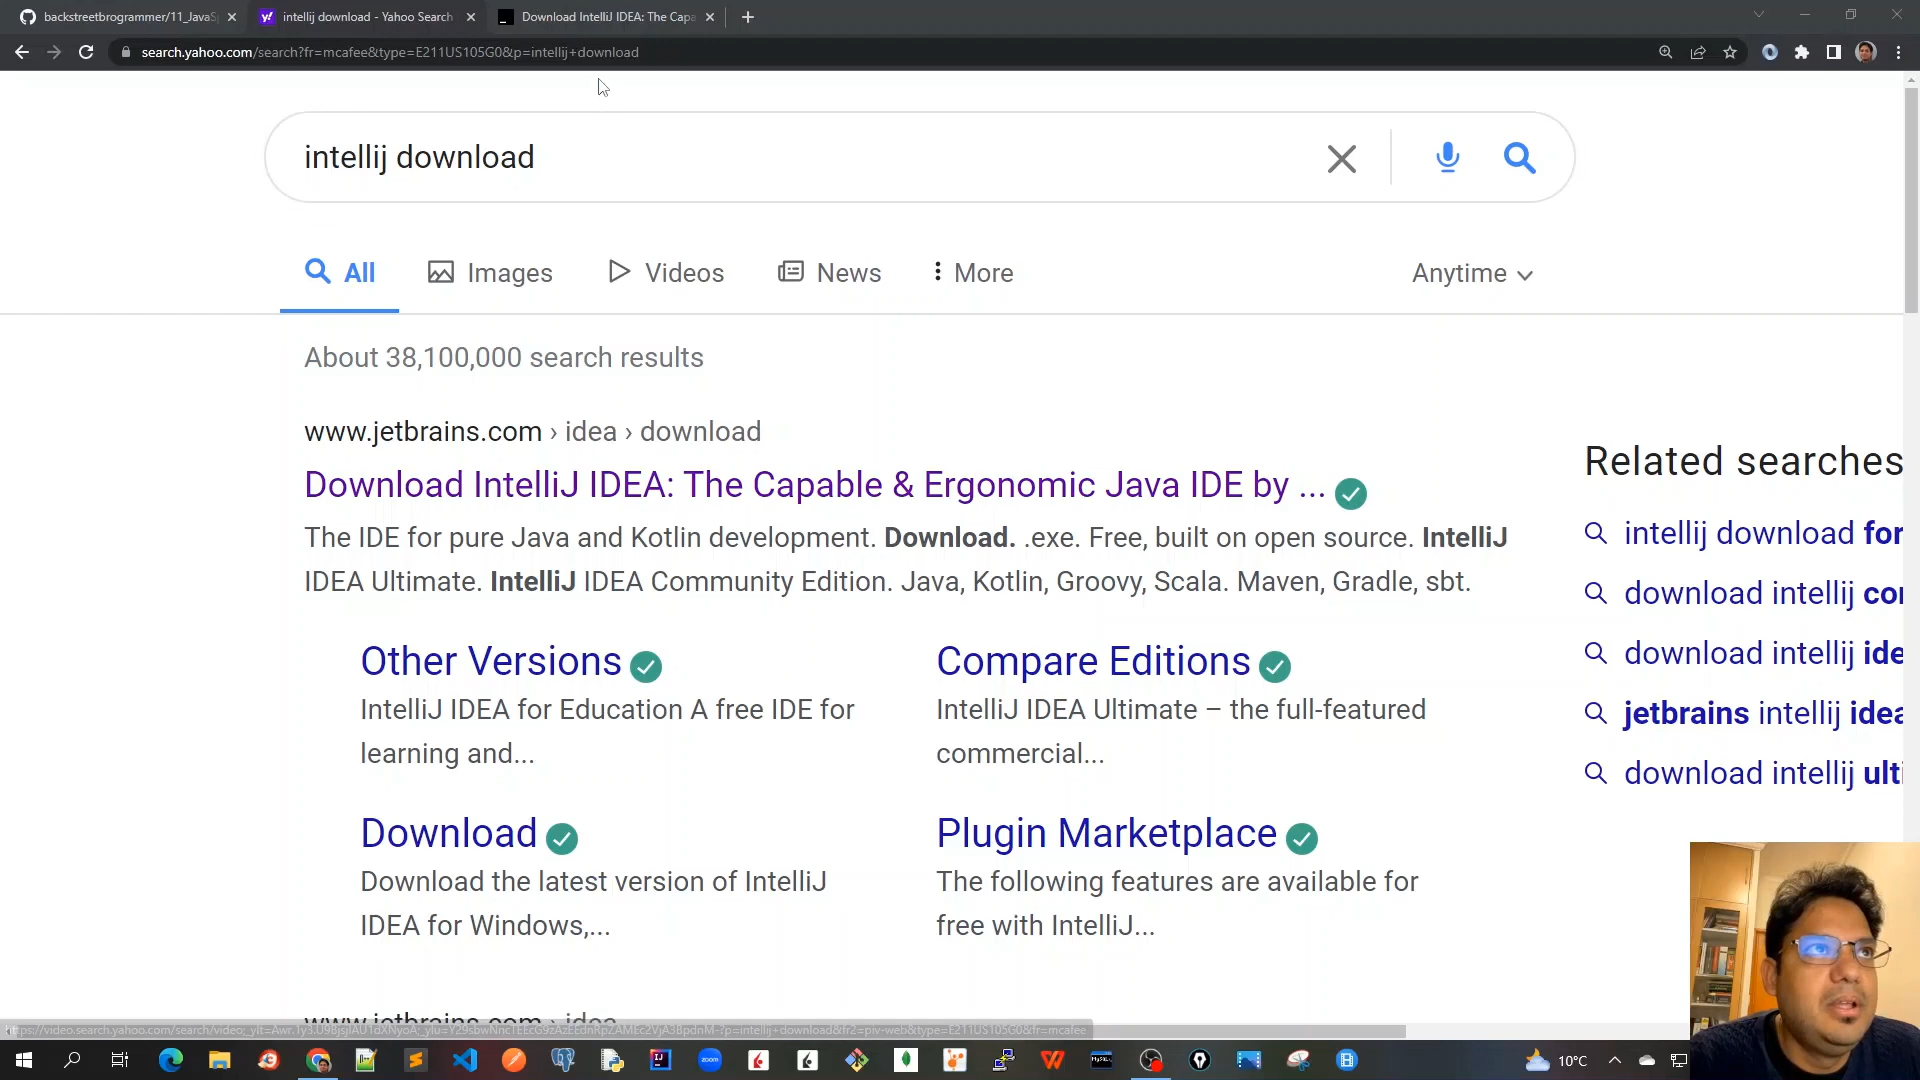 backstreetbrogrammer/11_JavaSp
intellij download - Yahoo Search
Download IntelliJ IDEA: The Capa
search.yahoo.com/search?fr=mcafee&type=E211US105G0&p=intellij+download
intellij download
All
Images
Videos
News
More
Anytime
About 38,100,000 search results
www.jetbrains.com › idea › download
Download IntelliJ IDEA: The Capable & Ergonomic Java IDE by ...
The IDE for pure Java and Kotlin development. Download. .exe. Free, built on open source. IntelliJ
IDEA Ultimate. IntelliJ IDEA Community Edition. Java, Kotlin, Groovy, Scala. Maven, Gradle, sbt.
Other Versions
IntelliJ IDEA for Education A free IDE for
learning and...
Compare Editions
IntelliJ IDEA Ultimate – the full-featured
commercial...
Download
Download the latest version of IntelliJ
IDEA for Windows,...
Plugin Marketplace
The following features are available for
free with IntelliJ...
www.jetbrains.com › idea
Related searches
intellij download for
download intellij
download intellij ide
jetbrains intellij idea
download intellij ulti
10°C